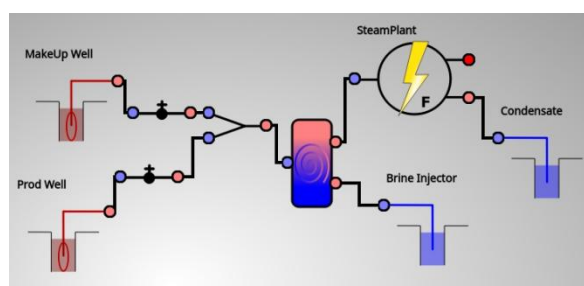 SteamPlant
MakeUp Well
F
Condensate
Prod Well
Brine Injector